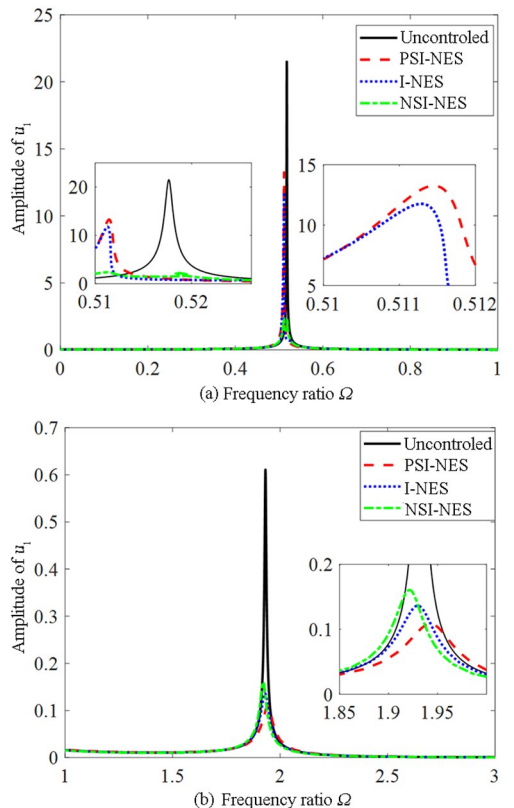 25
20
15
10
5
0
0 0.2 0.4 0.6 0.8 1
Amplitude of u1
Uncontroled
PSI-NES
I-NES
NSI-NES
20
10
0
0.51 0.52
15
10
5
0.51 0.511 0.512
(a) Frequency ratio Ω
0.7
0.6
0.5
0.4
0.3
0.2
0.1
0
1 1.5 2 2.5 3
Amplitude of u1
Uncontroled
PSI-NES
I-NES
NSI-NES
0.2
0.1
0
1.85 1.9 1.95
(b) Frequency ratio Ω